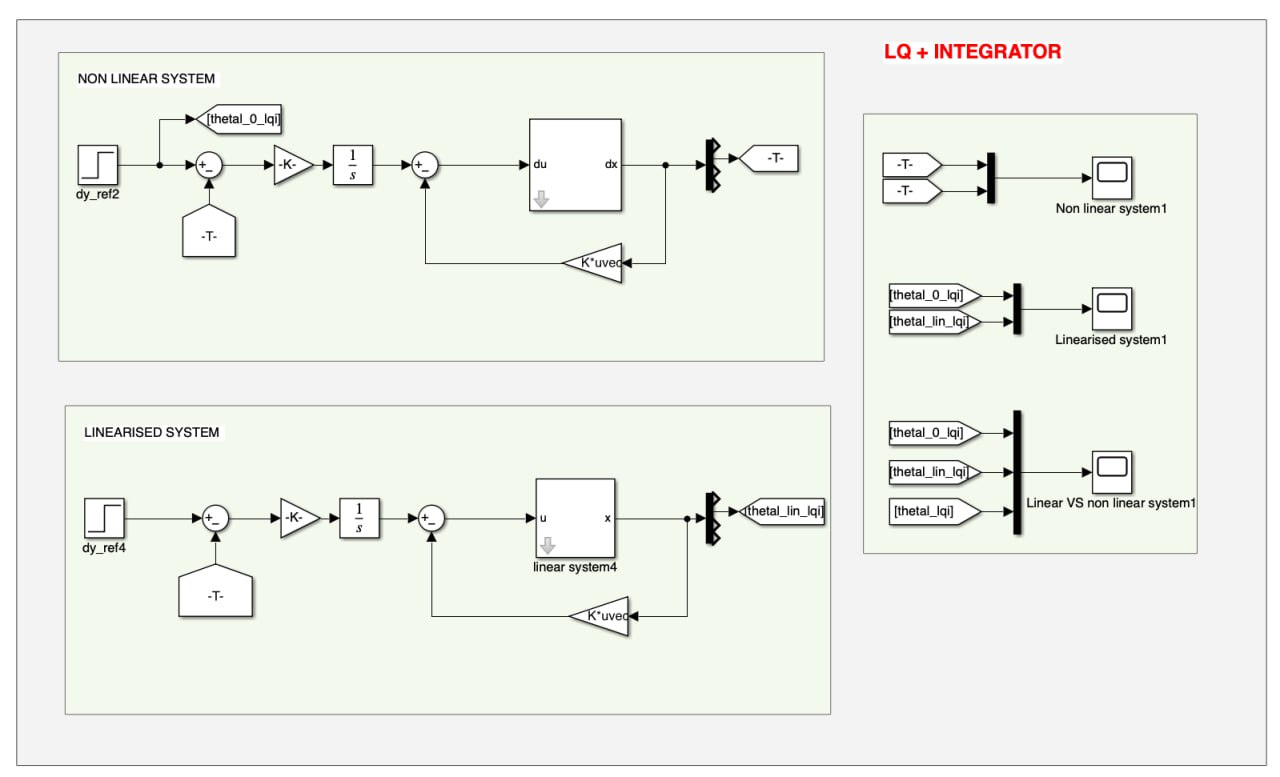 LQ + INTEGRATOR
NON LINEAR SYSTEM
[thetal_0_lqi]
dy_ref2
+
-
-K-
1
s
+
-
du
dx
-T-
-T-
K*uvec
LINEARISED SYSTEM
dy_ref4
+
-
-K-
1
s
+
-
u
x
linear system4
[thetal_lin_lqi]
-T-
K*uvec
-T-
-T-
Non linear system1
[thetal_0_lqi]
[thetal_lin_lqi]
Linearised system1
[thetal_0_lqi]
[thetal_lin_lqi]
[thetal_lqi]
Linear VS non linear system1